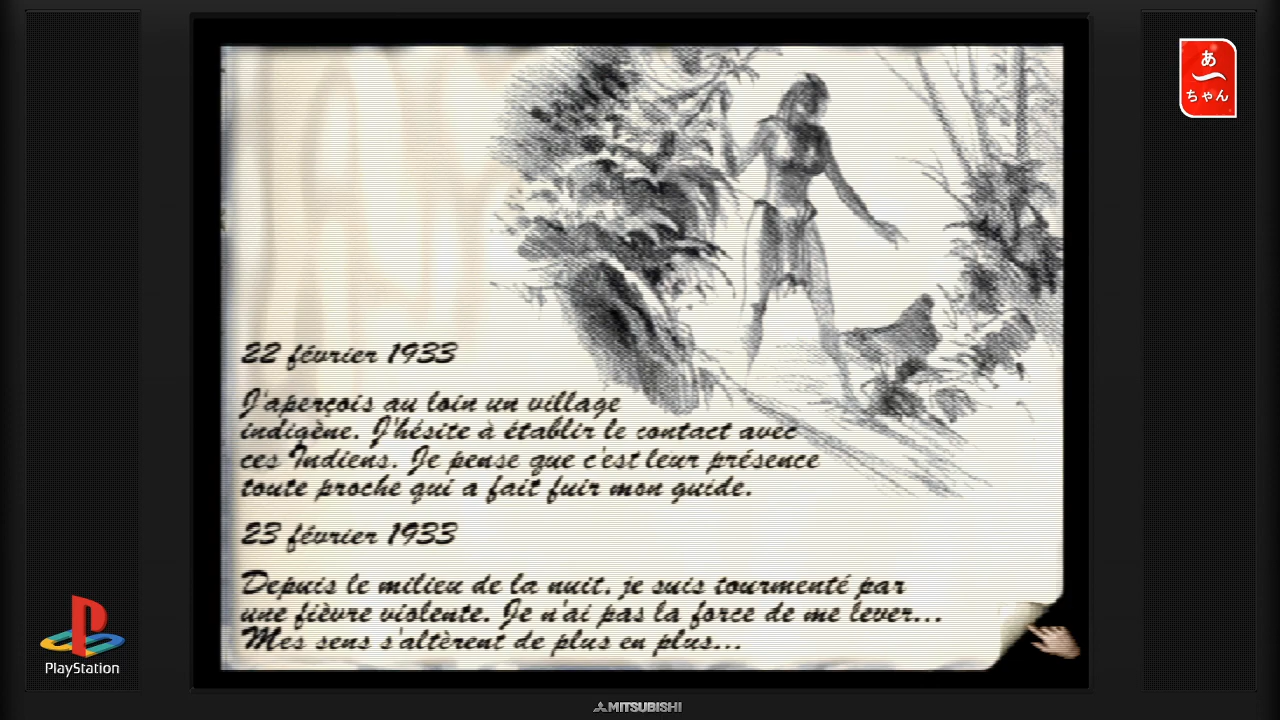 あー
ちゃん
22 février 1933
J'aperçois au loin un village
indigène. J'hésite à établir le contact avec
ces Indiens. Je pense que c'est leur présence
toute proche qui a fait fuir mon guide.
23 février 1933
Depuis le milieu de la nuit, je suis tourmenté par
une fièvre violente. Je n'ai pas la force de me lever...
Mes sens s'altèrent de plus en plus...
PlayStation
MITSUBISHI